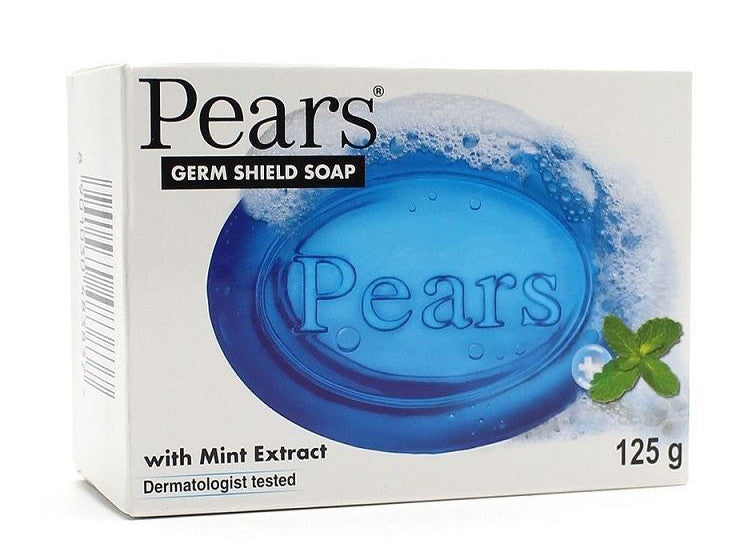 Pears®
GERM SHIELD SOAP
Pears
with Mint Extract
Dermatologist tested
125 g